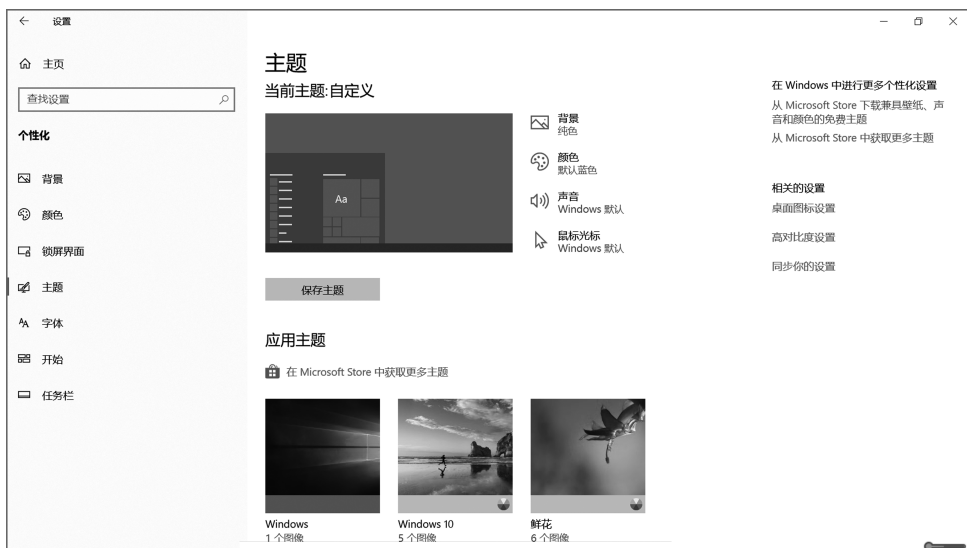 设置
主页
查找设置
个性化
背景
颜色
锁屏界面
主题
字体
开始
任务栏
主题
当前主题:自定义
Aa
背景
纯色
颜色
默认蓝色
声音
Windows 默认
鼠标光标
Windows 默认
保存主题
应用主题
在 Microsoft Store 中获取更多主题
Windows
1 个图像
Windows 10
5 个图像
鲜花
6 个图像
在 Windows 中进行更多个性化设置
从 Microsoft Store 下载兼具壁纸、声
音和颜色的免费主题
从 Microsoft Store 中获取更多主题
相关的设置
桌面图标设置
高对比度设置
同步你的设置